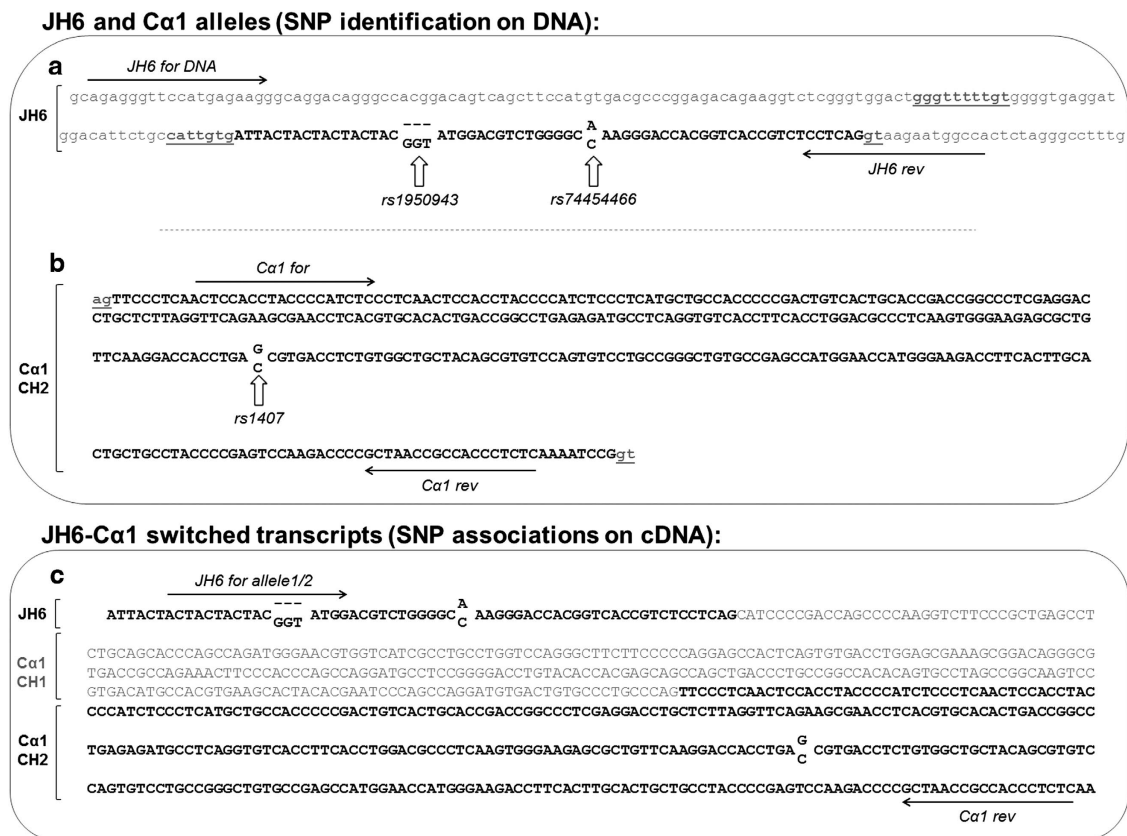 JH6 and Cα1 alleles (SNP identification on DNA):
a
JH6 for DNA
gcagagggttccatgagaagggcaggacagggccacggacagtcagcttccatgtgacgcccggagacagaaggtctcgggtggactgggtttttgtggggtgaggat
JH6
ggacattctgccattgtgATTACTACTACTACTAC --- ATGGACGTCTGGGGC A AAGGGACCACGGTCACCGTCTCCTCAGgtaagaatggccactctagggcctttg
GGT C
JH6 rev
rs1950943 rs74454466
b
Cα1 for
agTTCCCTCAACTCCACCTACCCCATCTCCCTCAACTCCACCTACCCCATCTCCCTCATGCTGCCACCCCCGACTGTCACTGCACCGACCGGCCCTCGAGGAC
CTGCTCTTAGGTTCAGAAGCGAACCTCACGTGCACACTGACCGGCCTGAGAGATGCCTCAGGTGTCACCTTCACCTGGACGCCCTCAAGTGGGAAGAGCGCTG
Cα1
CH2
TTCAAGGACCACCTGA G CGTGACCTCTGTGGCTGCTACAGCGTGTCCAGTGTCCTGCCGGGCTGTGCCGAGCCATGGAACCATGGGAAGACCTTCACTTGCA
C
rs1407
CTGCTGCCTACCCCGAGTCCAAGACCCCGCTAACCGCCACCCTCTCAAAATCCGgt
Cα1 rev
JH6-Cα1 switched transcripts (SNP associations on cDNA):
c
JH6 for allele1/2
JH6
ATTACTACTACTACTAC --- ATGGACGTCTGGGGC A AAGGGACCACGGTCACCGTCTCCTCAGCATCCCCGACCAGCCCCAAGGTCTTCCCGCTGAGCCT
GGT C
Cα1
CH1
CTGCAGCACCCAGCCAGATGGGAACGTGGTCATCGCCTGCCTGGTCCAGGGCTTCTTCCCCCAGGAGCCACTCAGTGTGACCTGGAGCGAAAGCGGACAGGGCG
TGACCGCCAGAAACTTCCCACCCAGCCAGGATGCCTCCGGGGACCTGTACACCACGAGCAGCCAGCTGACCCTGCCGGCCACACAGTGCCTAGCCGGCAAGTCC
GTGACATGCCACGTGAAGCACTACACGAATCCCAGCCAGGATGTGACTGTGCCCTGCCCAGTTCCCTCAACTCCACCTACCCCATCTCCCTCAACTCCACCTAC
CCCATCTCCCTCATGCTGCCACCCCCGACTGTCACTGCACCGACCGGCCCTCGAGGACCTGCTCTTAGGTTCAGAAGCGAACCTCACGTGCACACTGACCGGCC
Cα1
CH2
TGAGAGATGCCTCAGGTGTCACCTTCACCTGGACGCCCTCAAGTGGGAAGAGCGCTGTTCAAGGACCACCTGA G CGTGACCTCTGTGGCTGCTACAGCGTGTC
C
CAGTGTCCTGCCGGGCTGTGCCGAGCCATGGAACCATGGGAAGACCTTCACTTGCACTGCTGCCTACCCCGAGTCCAAGACCCCGCTAACCGCCACCCTCTCAA
Cα1 rev